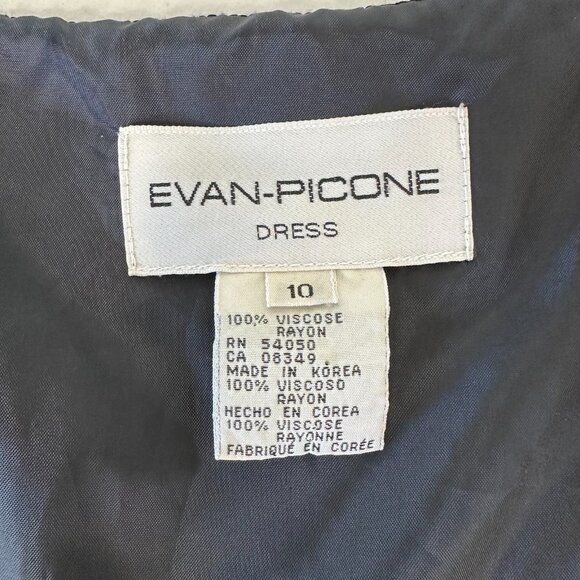 EVAN-PICONE
DRESS
10
100% VISCOSE
RAYON
RN 54050
CA 08349
MADE IN KOREA
100% VISCOSO
RAYON
HECHO EN COREA
100% VISCOSE
RAYONNE
FABRIQUÉ EN CORÉE